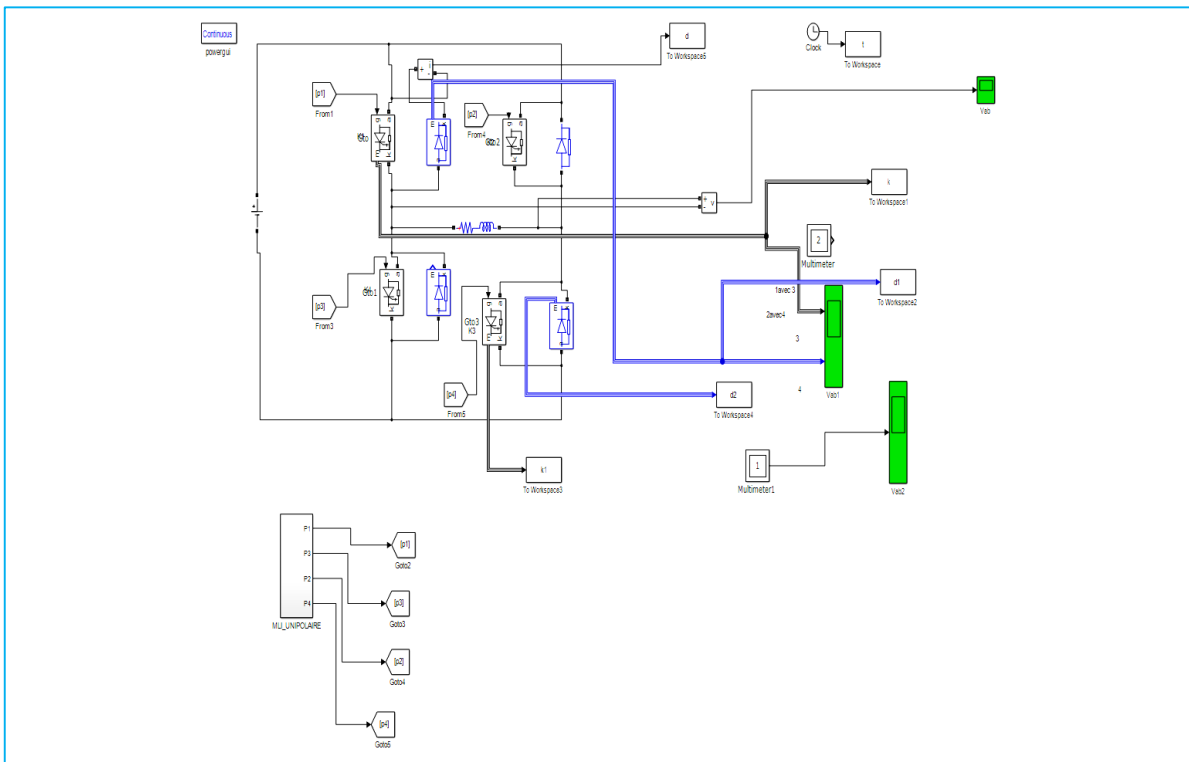 Continuous
powergui
d
To Workspace5
Clock
t
To Workspace
i
+
-
[p1]
From1
g
a
m
k
m
k
a
[p2]
From4
g
a
m
k
Vab
+
-
v
k
To Workspace1
2
Multimeter
[p3]
From3
g
a
m
k
Gto1
m
k
a
g
a
m
k
Gto3
K3
m
k
a
[p4]
From5
1avec 3
2avec4
3
4
d1
To Workspace2
Vab1
d2
To Workspace4
k1
To Workspace3
1
Multimeter1
Vab2
P1
P3
P2
P4
MLI_UNIPOLAIRE
[p1]
Goto2
[p3]
Goto3
[p2]
Goto4
[p4]
Goto5